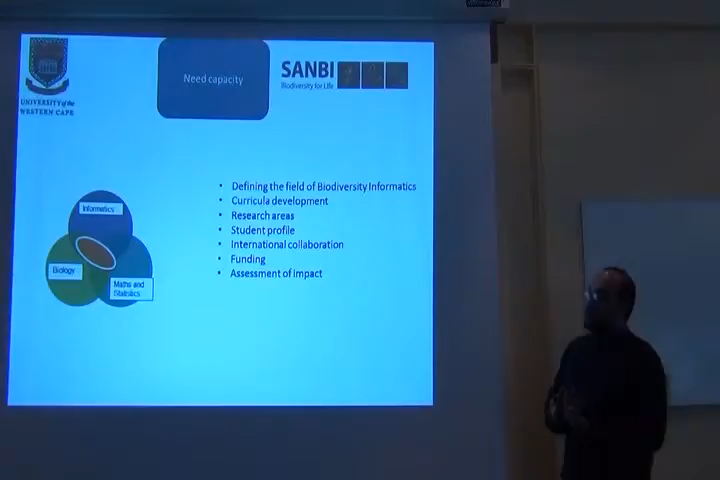 UNIVERSITY of the
WESTERN CAPE
Need capacity
SANBI
Biodiversity for Life
• Defining the field of Biodiversity Informatics
• Curricula development
• Research areas
• Student profile
• International collaboration
• Funding
• Assessment of impact
Informatics
Biology
Maths and
Statistics